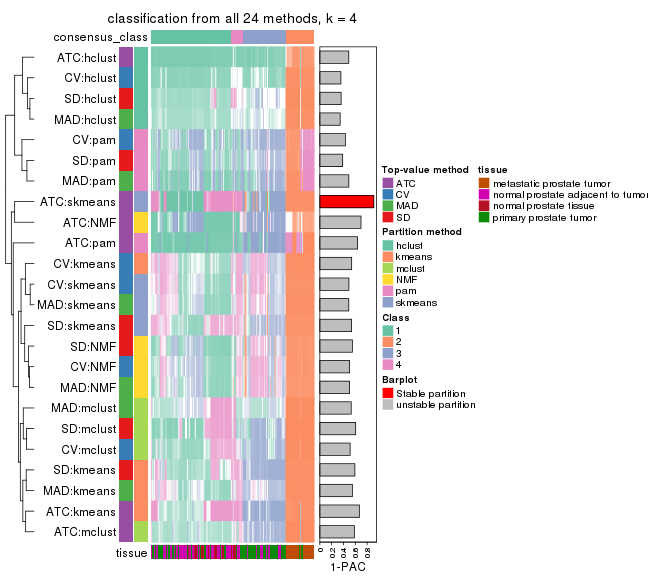 classification from all 24 methods, k = 4
consensus_class
ATC:hclust
CV:hclust
SD:hclust
MAD:hclust
CV:pam
SD:pam
MAD:pam
ATC:skmeans
ATC:NMF
ATC:pam
CV:kmeans
CV:skmeans
MAD:skmeans
SD:skmeans
SD:NMF
CV:NMF
MAD:NMF
MAD:mclust
SD:mclust
CV:mclust
SD:kmeans
MAD:kmeans
ATC:kmeans
ATC:mclust
tissue
0
0.2
0.4
0.6
0.8
1-PAC
Top-value method
ATC
CV
MAD
SD
Partition method
hclust
kmeans
mclust
NMF
pam
skmeans
Class
1
2
3
4
Barplot
Stable partition
unstable partition
tissue
metastatic prostate tumor
normal prostate adjacent to tumor
normal prostate tissue
primary prostate tumor